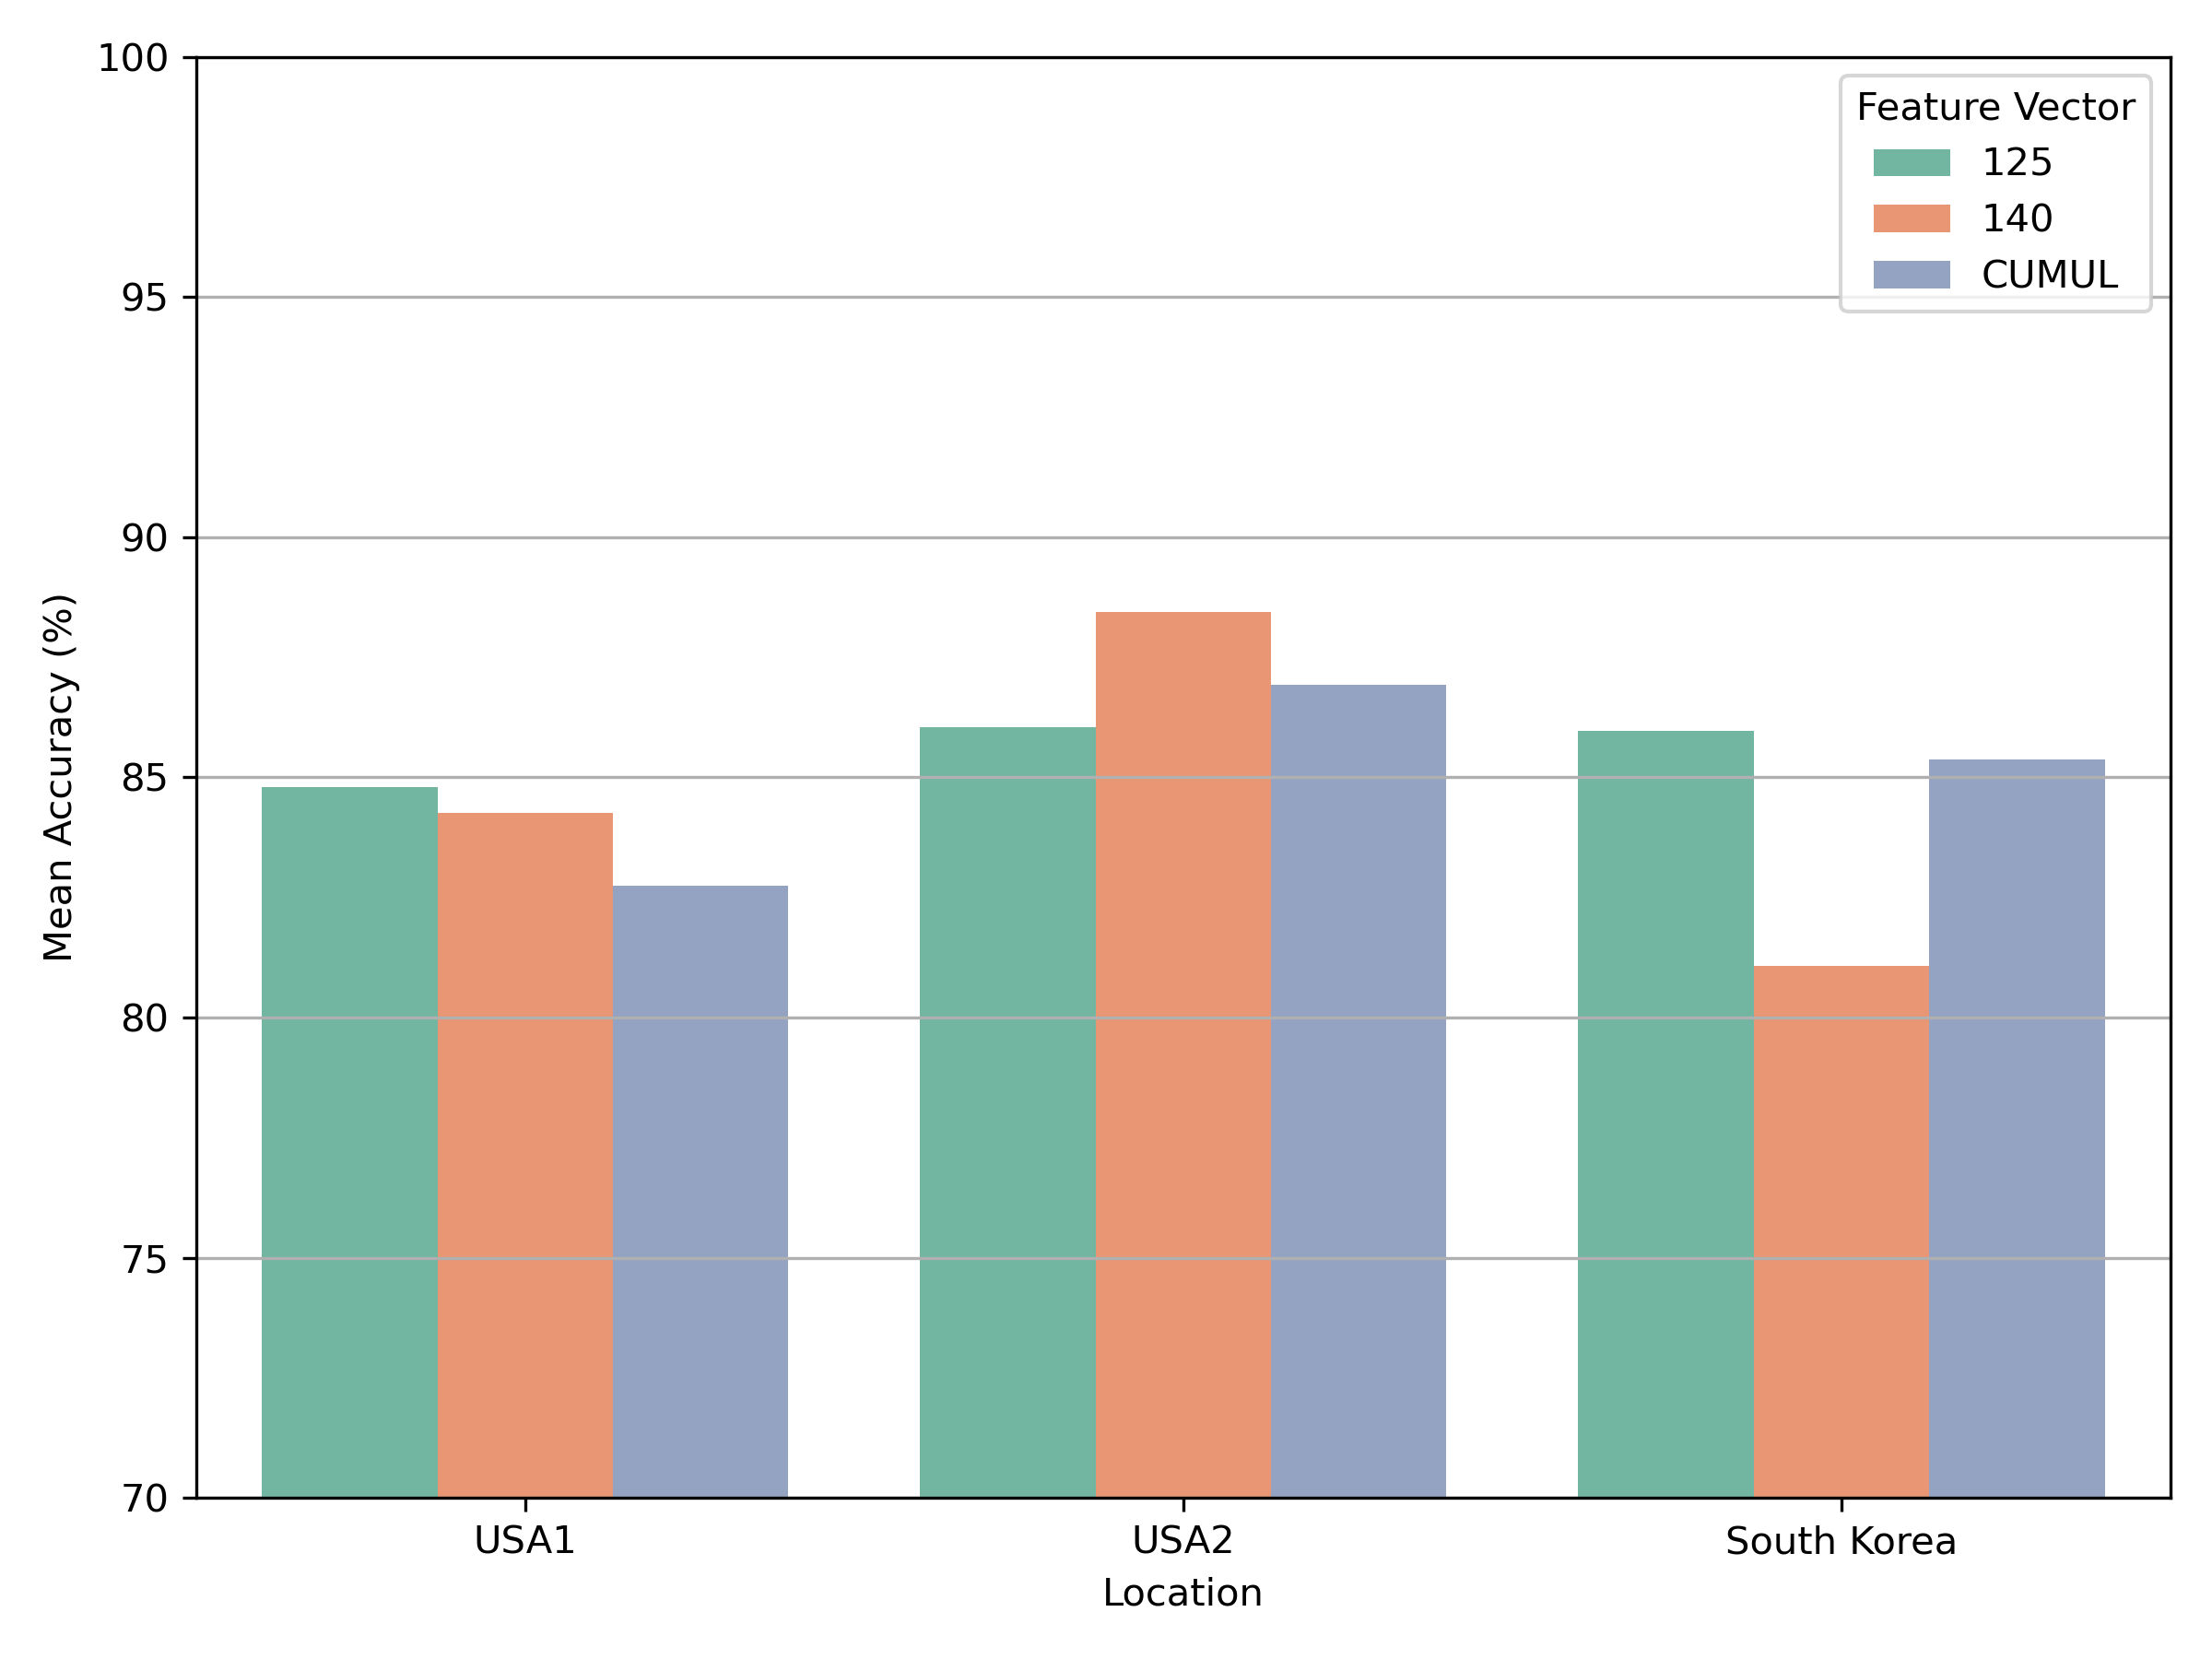 100
95
90
85
80
75
70
Mean Accuracy (%)
Feature Vector
125
140
CUMUL
USA1
USA2
South Korea
Location